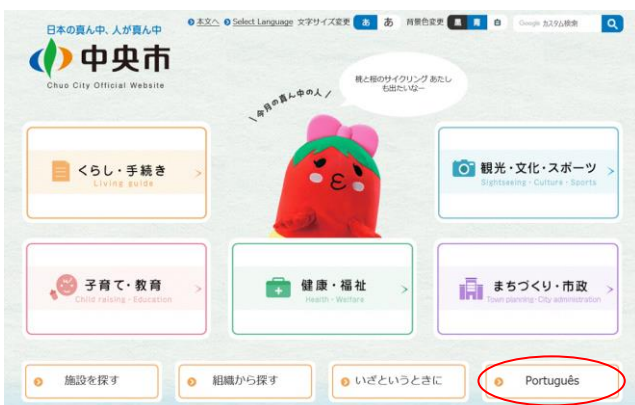 日本の真ん中、人が真ん中
中央市
Chuo City Official Website
本文へ Select Language 文字サイズ変更 あ あ 背景色変更 黒 青 白 Google カスタム検索
\ 今月の真ん中の人 /
桃と桜のサイクリング あたし
も出たいなー
くらし・手続き
Living guide
観光・文化・スポーツ
Sightseeing・Culture・Sports
子育て・教育
Child raising・Education
健康・福祉
Health・Welfare
まちづくり・市政
Town planning・City administration
施設を探す
組織から探す
いざというときに
Português